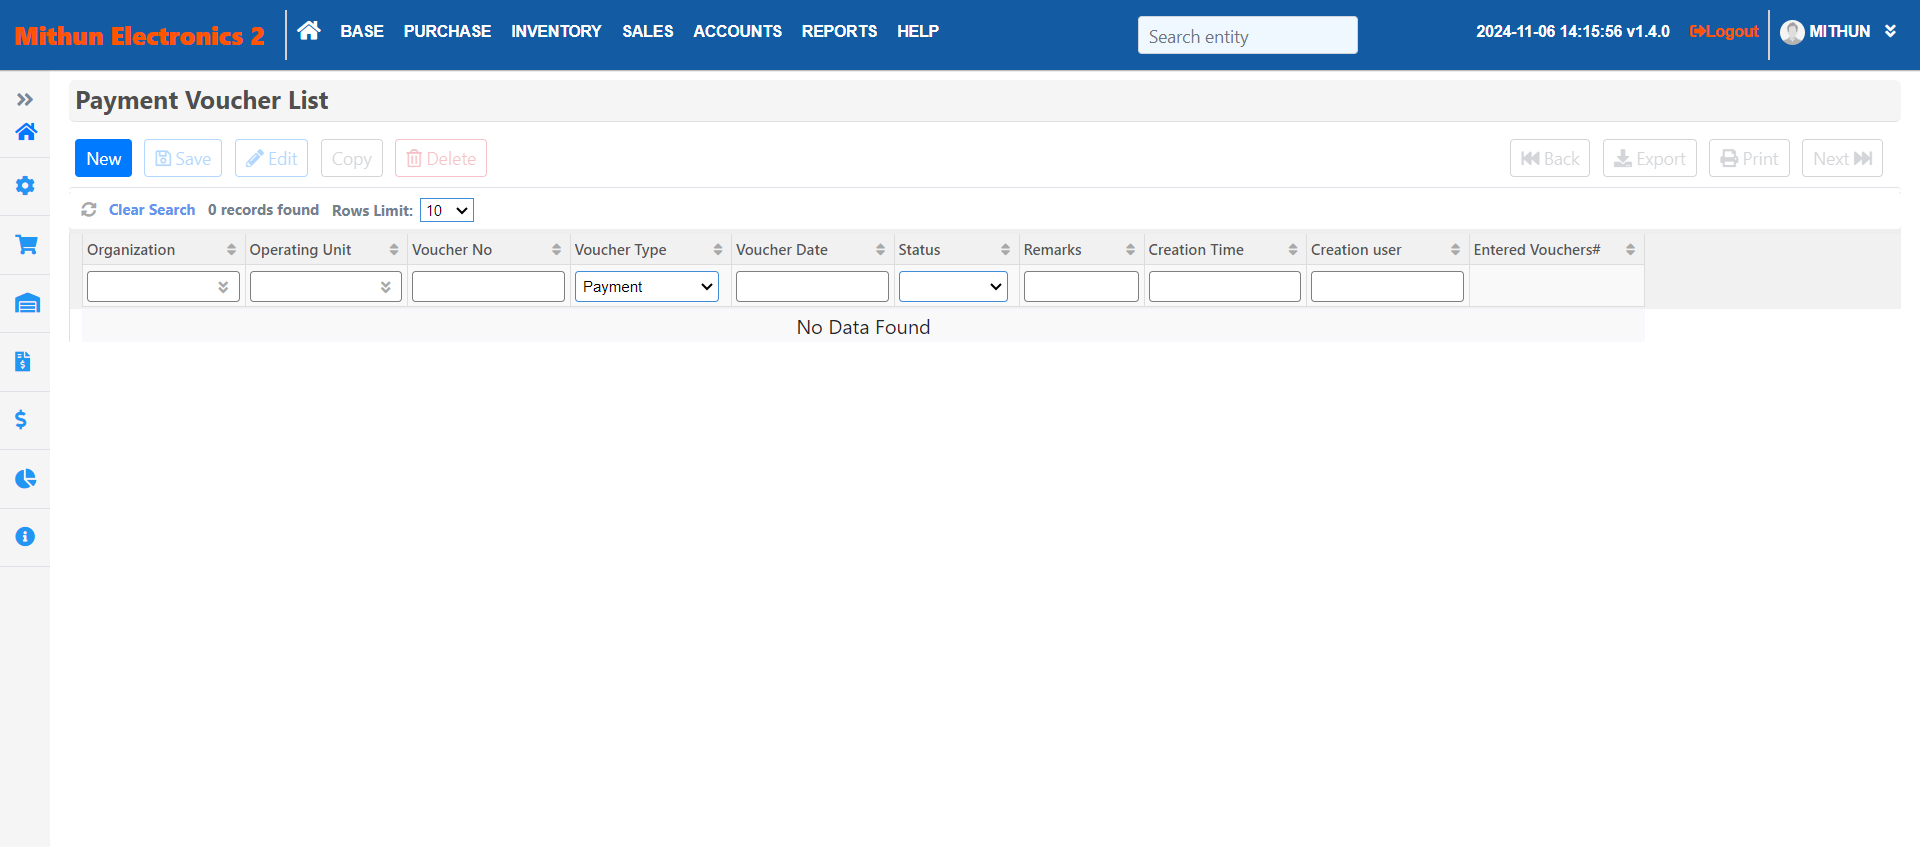 Mithun Electronics 2 BASE PURCHASE INVENTORY SALES ACCOUNTS REPORTS HELP Search entity 2024-11-06 14:15:56 v1.4.0 Logout MITHUN
Payment Voucher List
New Save Edit Copy Delete Back Export Print Next
Clear Search 0 records found Rows Limit: 10
Organization Operating Unit Voucher No Voucher Type Voucher Date Status Remarks Creation Time Creation user Entered Vouchers#
Payment
No Data Found